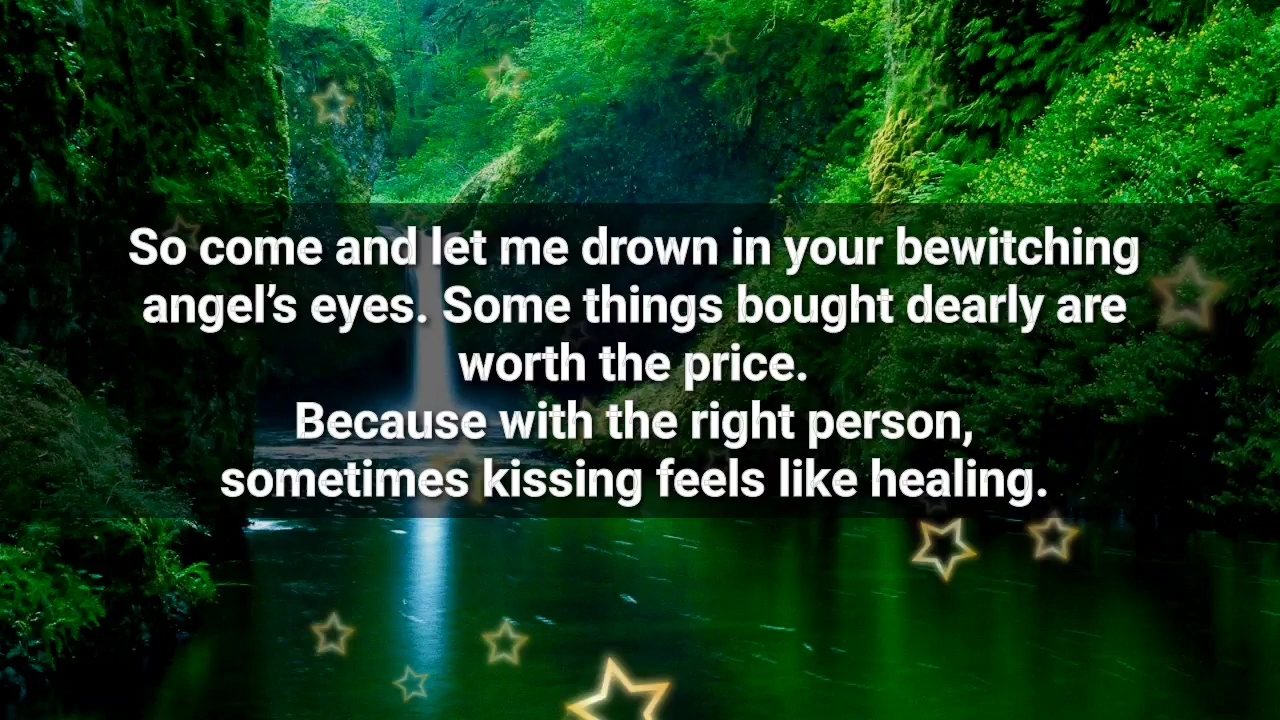 So come and let me drown in your bewitching
angel’s eyes. Some things bought dearly are
worth the price.
Because with the right person,
sometimes kissing feels like healing.